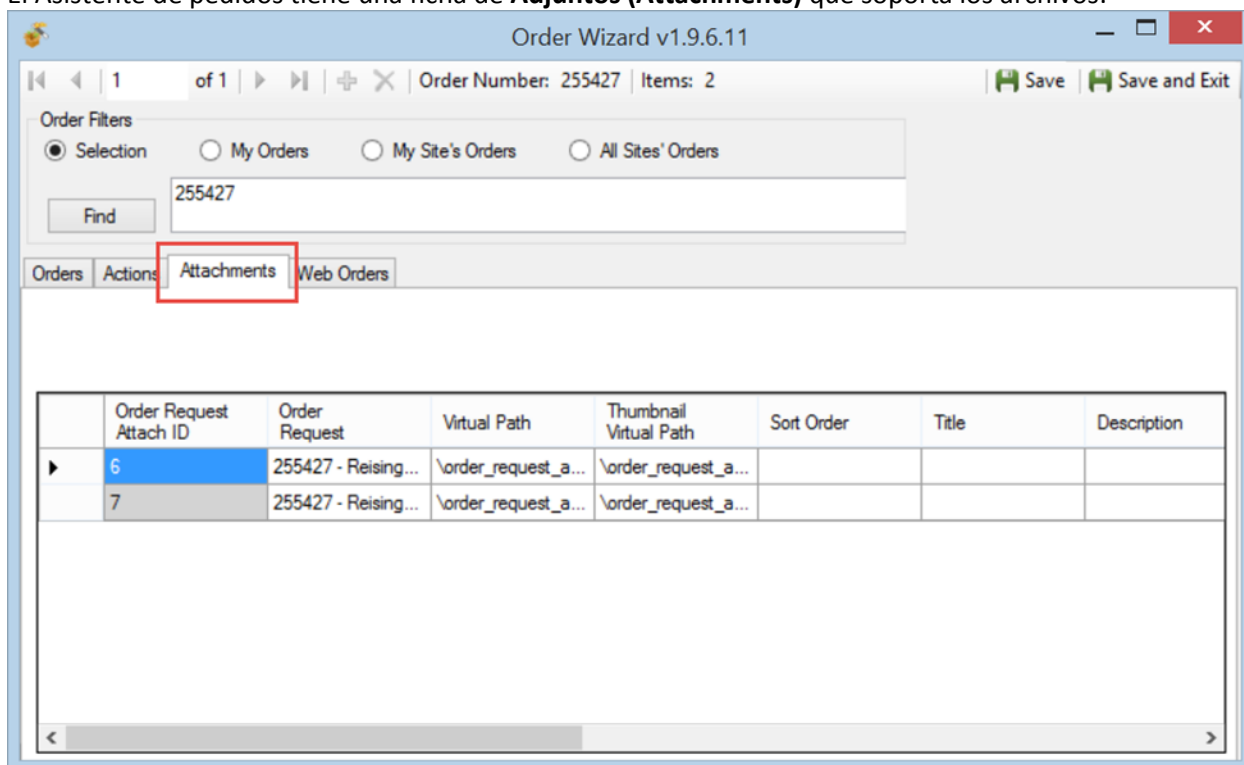 El Asistente de pedidos tiene una ficha de Adjuntos (Attachments) que soporta los archivos.
Order Wizard v1.9.6.11
1 of 1 Order Number: 255427 Items: 2 Save Save and Exit
Order Filters
Selection My Orders My Site's Orders All Sites' Orders
255427
Find
Orders Actions Attachments Web Orders
Order Request Attach ID Order Request Virtual Path Thumbnail Virtual Path Sort Order Title Description
6 255427 - Reising... \order_request_a... \order_request_a...
7 255427 - Reising... \order_request_a... \order_request_a...